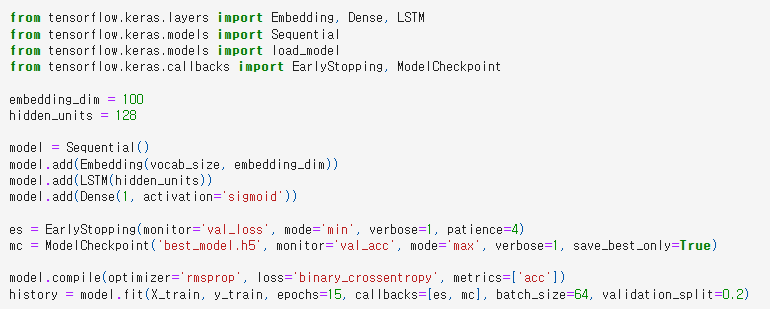 from tensorflow.keras.layers import Embedding, Dense, LSTM
from tensorflow.keras.models import Sequential
from tensorflow.keras.models import load_model
from tensorflow.keras.callbacks import EarlyStopping, ModelCheckpoint

embedding_dim = 100
hidden_units = 128

model = Sequential()
model.add(Embedding(vocab_size, embedding_dim))
model.add(LSTM(hidden_units))
model.add(Dense(1, activation='sigmoid'))

es = EarlyStopping(monitor='val_loss', mode='min', verbose=1, patience=4)
mc = ModelCheckpoint('best_model.h5', monitor='val_acc', mode='max', verbose=1, save_best_only=True)

model.compile(optimizer='rmsprop', loss='binary_crossentropy', metrics=['acc'])
history = model.fit(X_train, y_train, epochs=15, callbacks=[es, mc], batch_size=64, validation_split=0.2)